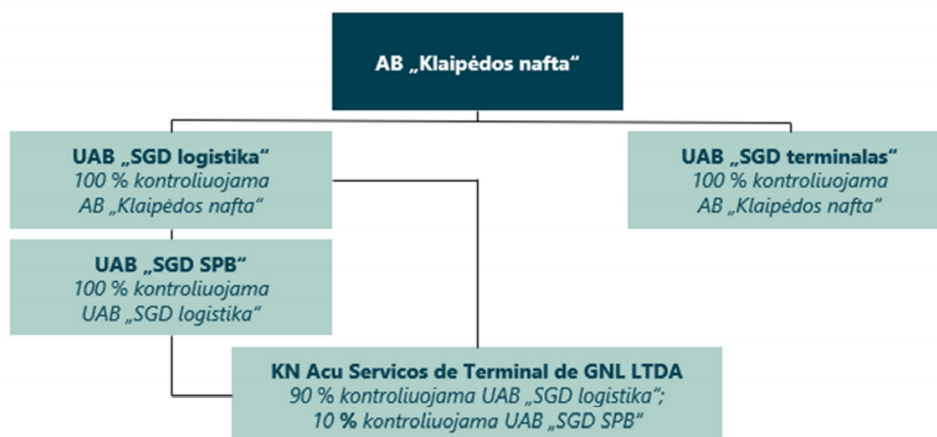 AB „Klaipėdos nafta“
UAB „SGD logistika“
100 % kontroliuojama
AB „Klaipėdos nafta“
UAB „SGD terminalas“
100 % kontroliuojama
AB „Klaipėdos nafta“
UAB „SGD SPB“
100 % kontroliuojama
UAB „SGD logistika“
KN Acu Servicos de Terminal de GNL LTDA
90 % kontroliuojama UAB „SGD logistika“;
10 % kontroliuojama UAB „SGD SPB“